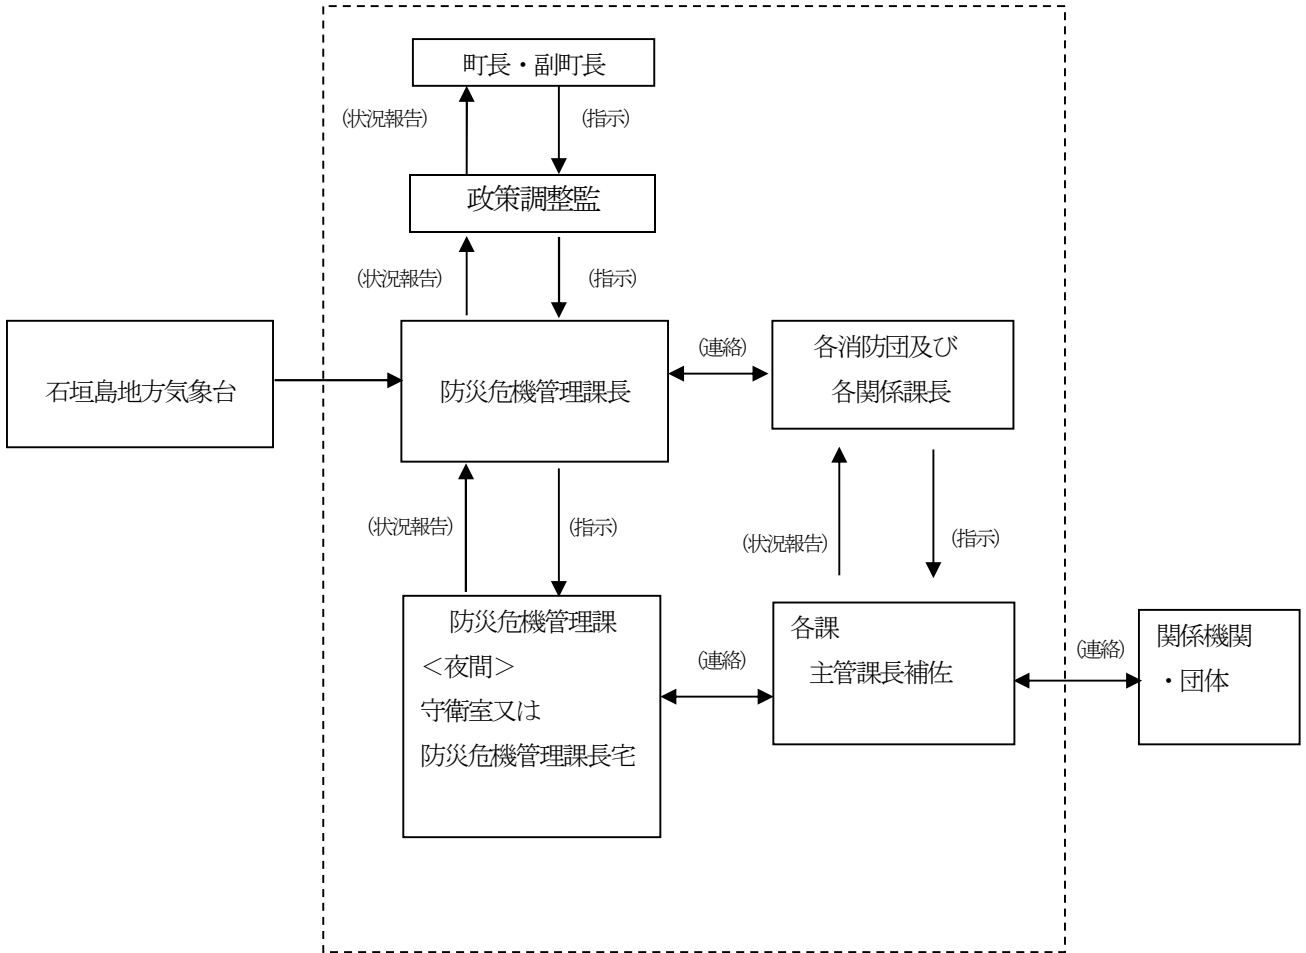 町長・副町長
（状況報告）
（指示）
政策調整監
（状況報告）
（指示）
石垣島地方気象台
防災危機管理課長
（連絡）
各消防団及び
各関係課長
（状況報告）
（指示）
（状況報告）
（指示）
防災危機管理課
＜夜間＞
守衛室又は
防災危機管理課長宅
（連絡）
各課
主管課長補佐
（連絡）
関係機関
・団体